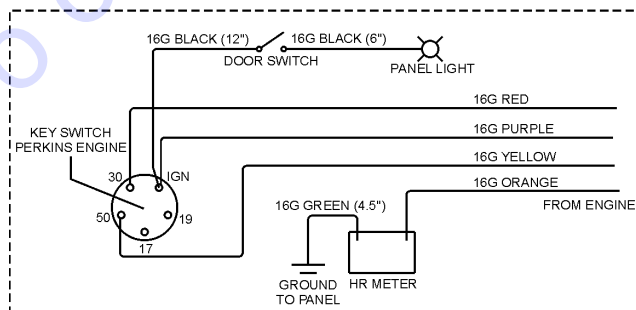 16G BLACK (12") 16G BLACK (6")
DOOR SWITCH
PANEL LIGHT
16G RED
KEY SWITCH
PERKINS ENGINE
16G PURPLE
16G YELLOW
30 IGN
16G ORANGE
16G GREEN (4.5")
FROM ENGINE
50 19
17
GROUND
TO PANEL
HR METER